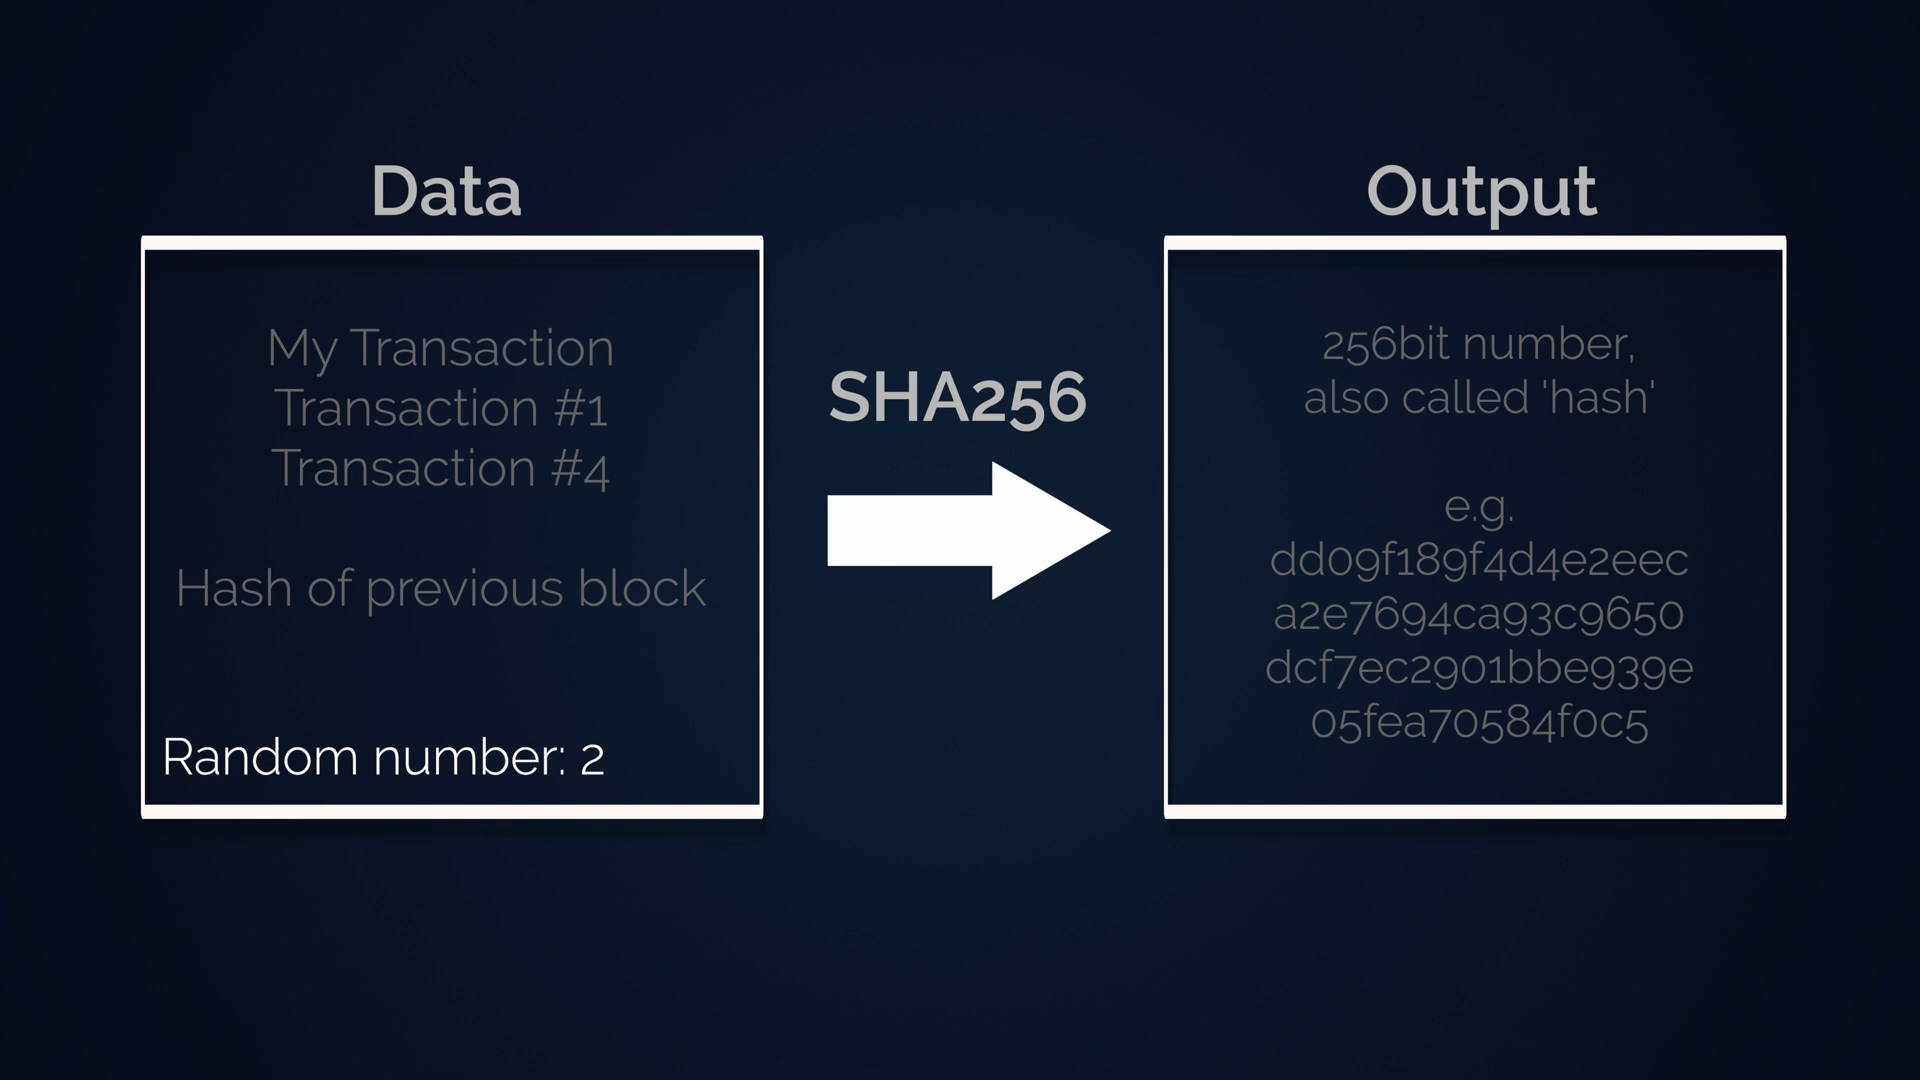 Data
My Transaction
Transaction #1
Transaction #4
Hash of previous block
Random number: 2
SHA256
Output
256bit number,
also called 'hash'
e.g.
dd09f189f4d4e2eec
a2e7694ca93c9650
dcf7ec2901bbe939e
05fea70584f0c5